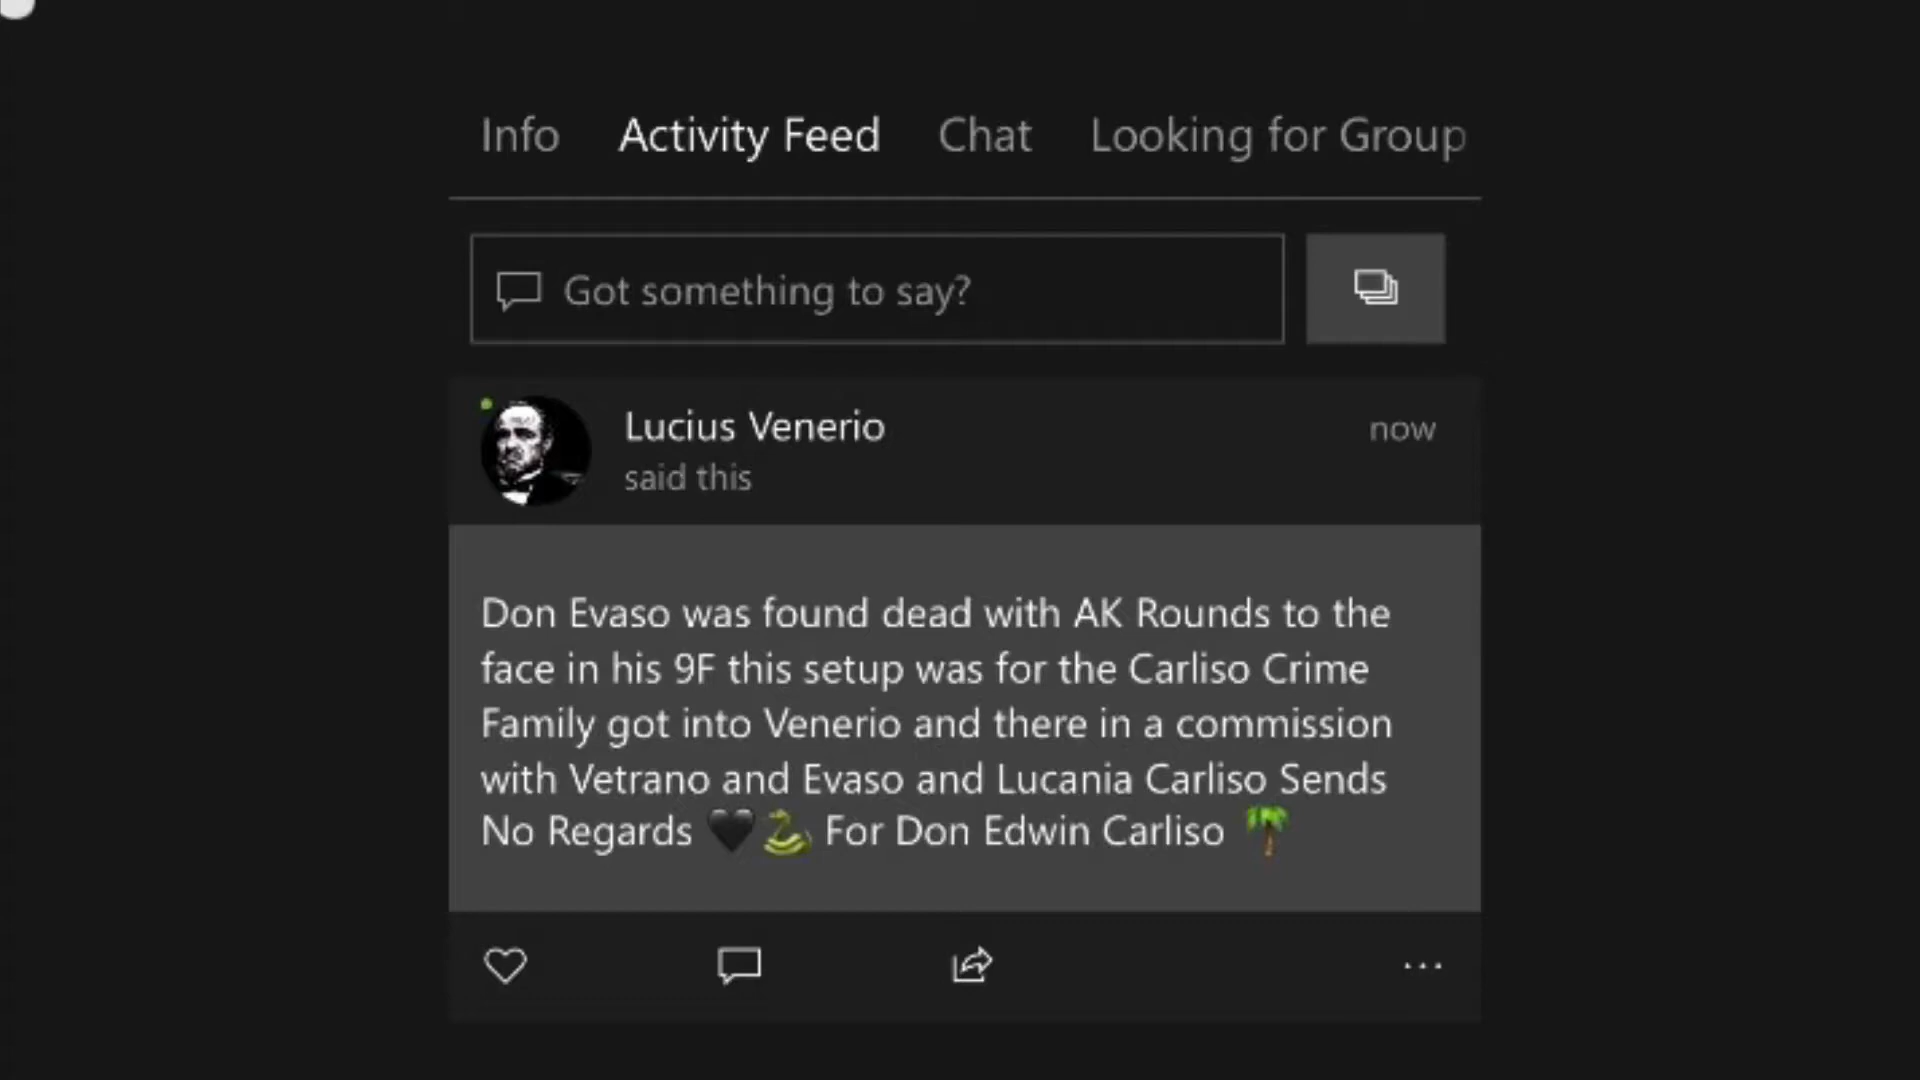 Info Activity Feed Chat Looking for Group
Got something to say?
Lucius Venerio
now
said this
Don Evaso was found dead with AK Rounds to the
face in his 9F this setup was for the Carliso Crime
Family got into Venerio and there in a commission
with Vetrano and Evaso and Lucania Carliso Sends
No Regards 🖤🐍 For Don Edwin Carliso 🌴